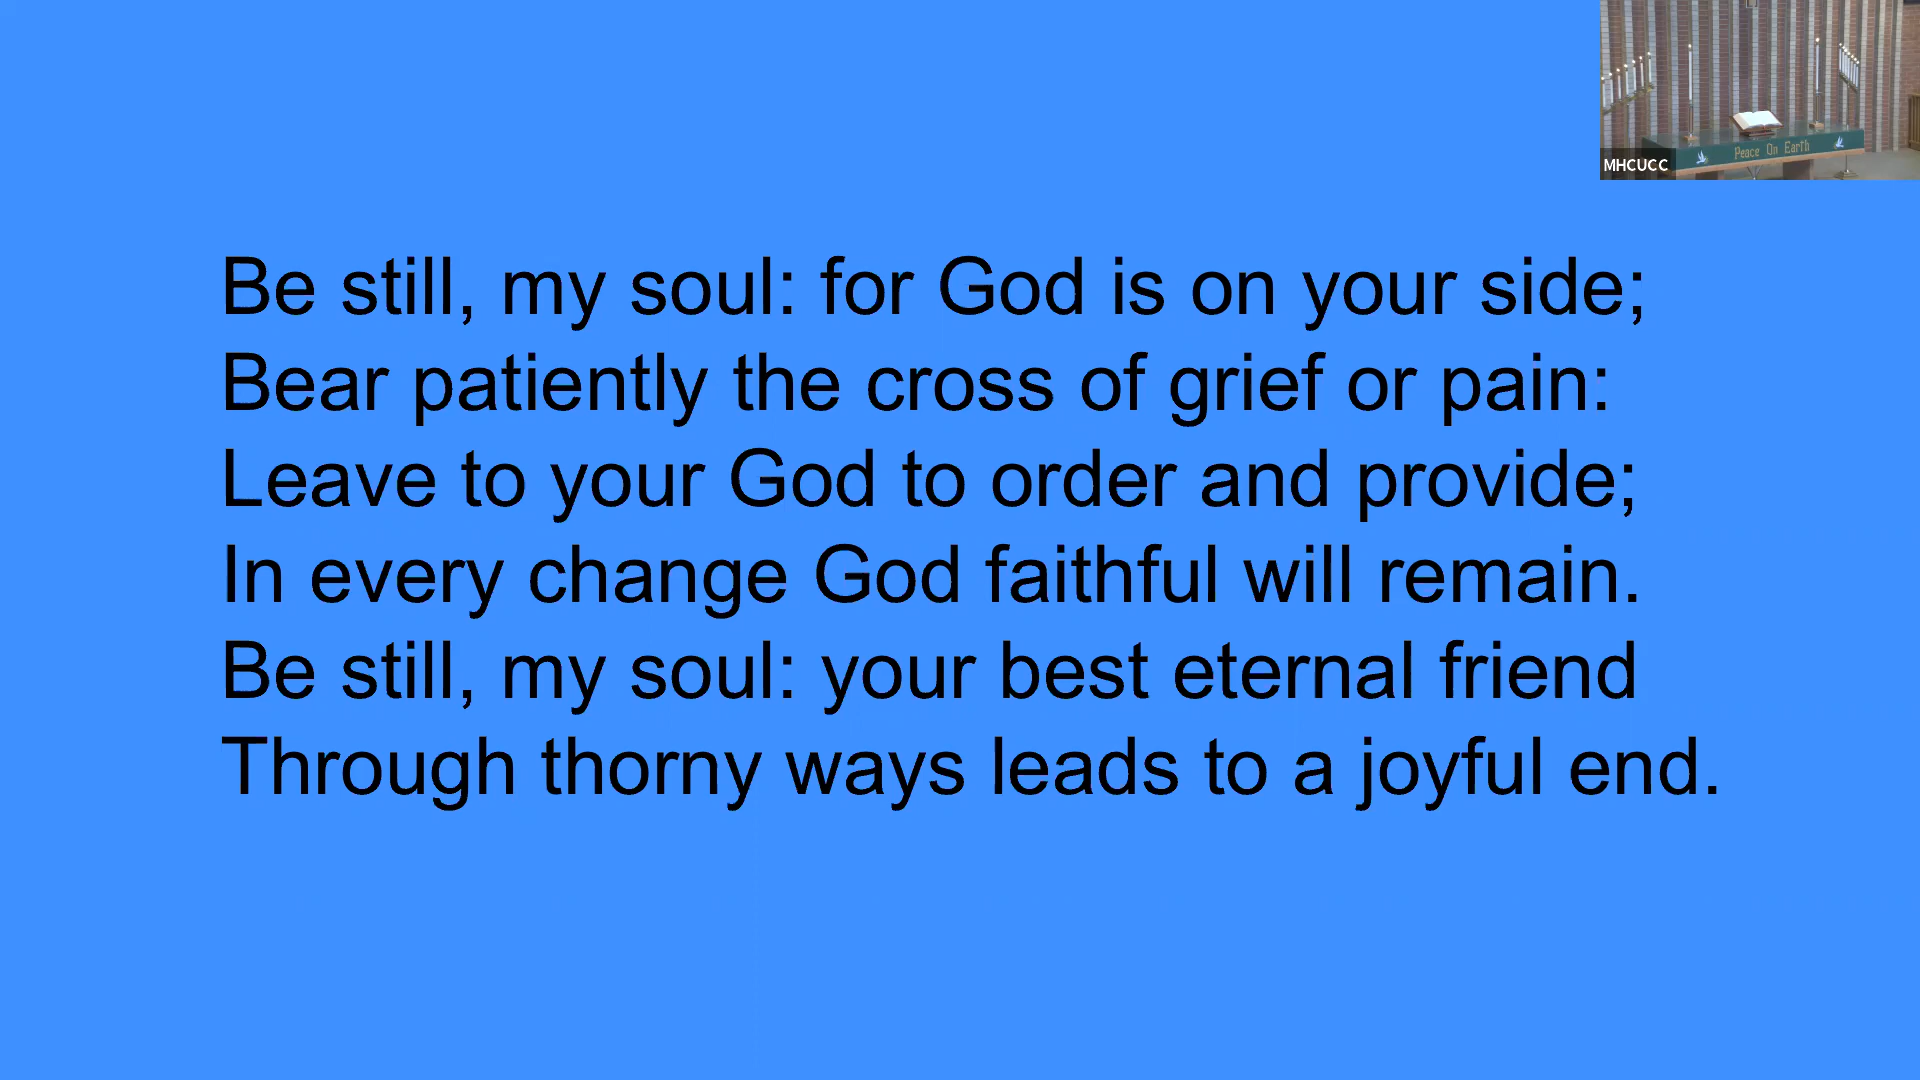 MHCUCC
Peace On Earth
Be still, my soul: for God is on your side;
Bear patiently the cross of grief or pain:
Leave to your God to order and provide;
In every change God faithful will remain.
Be still, my soul: your best eternal friend
Through thorny ways leads to a joyful end.